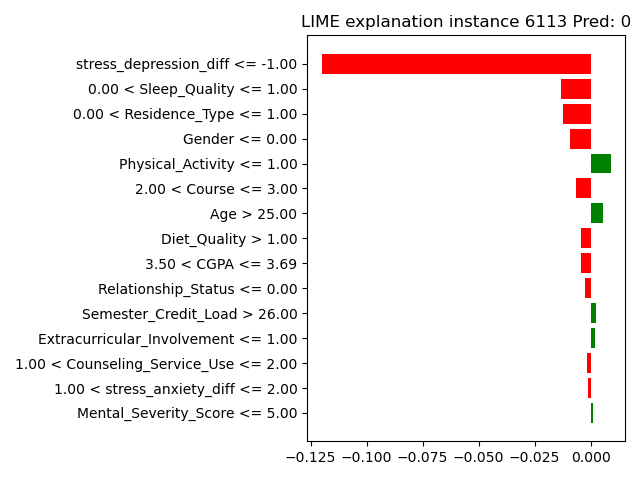 LIME explanation instance 6113 Pred: 0
stress_depression_diff <= -1.00
0.00 < Sleep_Quality <= 1.00
0.00 < Residence_Type <= 1.00
Gender <= 0.00
Physical_Activity <= 1.00
2.00 < Course <= 3.00
Age > 25.00
Diet_Quality > 1.00
3.50 < CGPA <= 3.69
Relationship_Status <= 0.00
Semester_Credit_Load > 26.00
Extracurricular_Involvement <= 1.00
1.00 < Counseling_Service_Use <= 2.00
1.00 < stress_anxiety_diff <= 2.00
Mental_Severity_Score <= 5.00
−0.125 −0.100 −0.075 −0.050 −0.025 0.000